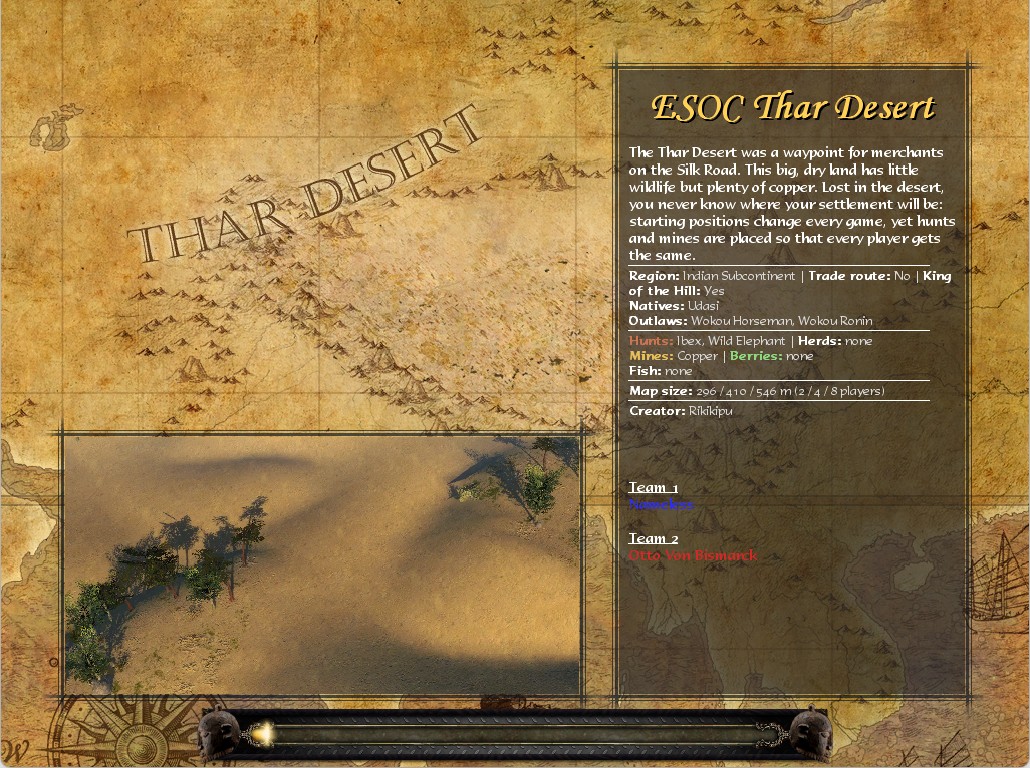 THAR DESERT
ESOC Thar Desert
The Thar Desert was a waypoint for merchants
on the Silk Road. This big, dry land has little
wildlife but plenty of copper. Lost in the desert,
you never know where your settlement will be:
starting positions change every game, yet hunts
and mines are placed so that every player gets
the same.
Region: Indian Subcontinent | Trade route: No | King
of the Hill: Yes
Natives: Udasi
Outlaws: Wokou Horseman, Wokou Ronin
Hunts: Ibex, Wild Elephant | Herds: none
Mines: Copper | Berries: none
Fish: none
Map size: 296 / 410 / 546 m (2 / 4 / 8 players)
Creator: Rikikipu
Team 1
Team 2
Otto Von Bismarck
W